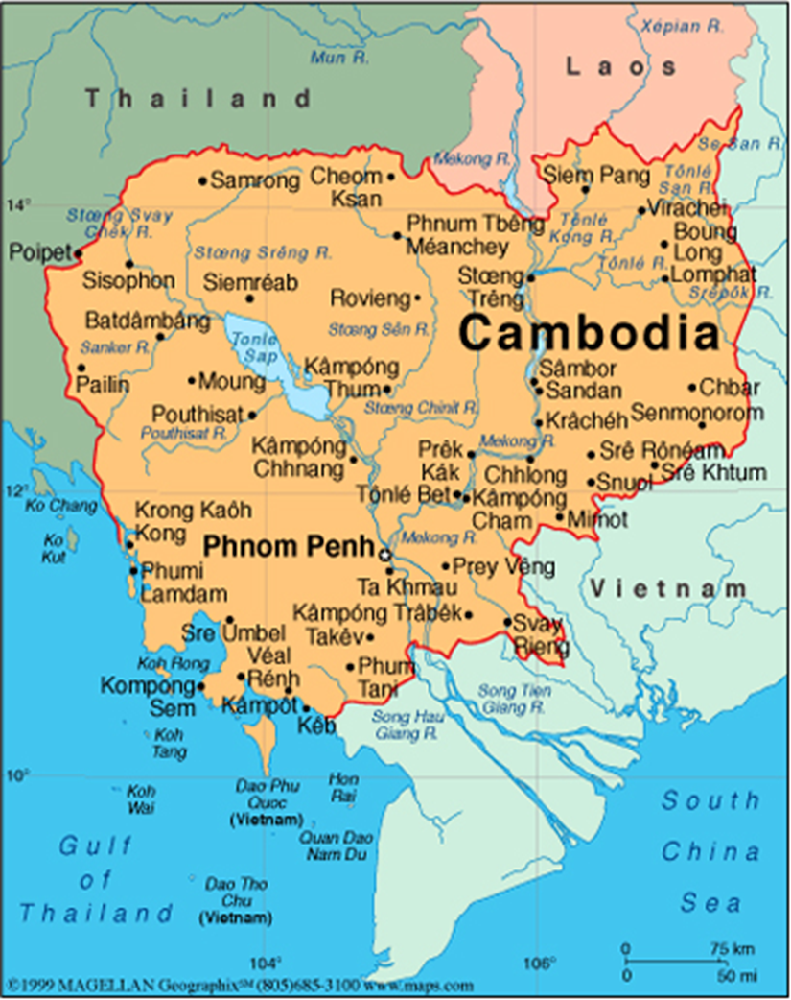 Xépian R.
Mun R.
Laos
Thailand
Se San R.
Mekong R.
Samrong
Cheom
Ksan
Siem Pang
Tônlé
San R.
14°
Virachei
Stœng Svay
Chék R.
Phnum Tbêng
Méanchey
Tônlé
Kong R.
Boung
Long
Poipet
Stœng Srêng R.
Tônlé R.
Sisophon
Siemréab
Stœng
Trêng
Lomphat
Srêpôk R.
Rovieng
Batdâmbâng
Stœng Sên R.
Cambodia
Tonle
Sap
Sanker R.
Pailin
Moung
Kâmpóng
Thum
Sâmbor
Sandan
Chbar
Pouthisat
Stœng Chinit R.
Krâchéh
Senmonorom
Pouthisat R.
Kâmpóng
Chhnang
Prêk
Kák
Mekong R.
Chhlong
Srê Rônéam
Srê Khtum
Snuol
12°
Tônlé Bet
Kâmpóng
Cham
Mimot
Ko Chang
Ko
Kut
Krong Kaôh
Kong
Phnom Penh
Mekong R.
Phumi
Lamdam
Prey Vêng
Ta Khmau
Vietnam
Kâmpóng Trâbêk
Sre Umbel
Takêv
Svay
Rieng
Koh Rong
Véal
Rénh
Phum
Tani
Kompong
Sem
Kâmpôt
Kêb
Song Tien
Giang R.
Song Hau
Giang R.
Koh
Tang
10°
Koh
Wai
Dao Phu
Quoc
(Vietnam)
Hon
Rai
South
China
Sea
Quan Dao
Nam Du
Gulf
of
Thailand
Dao Tho
Chu
(Vietnam)
104°
106°
0 75 km
0 50 mi
©1999 MAGELLAN Geographix℠ (805)685-3100 www.maps.com